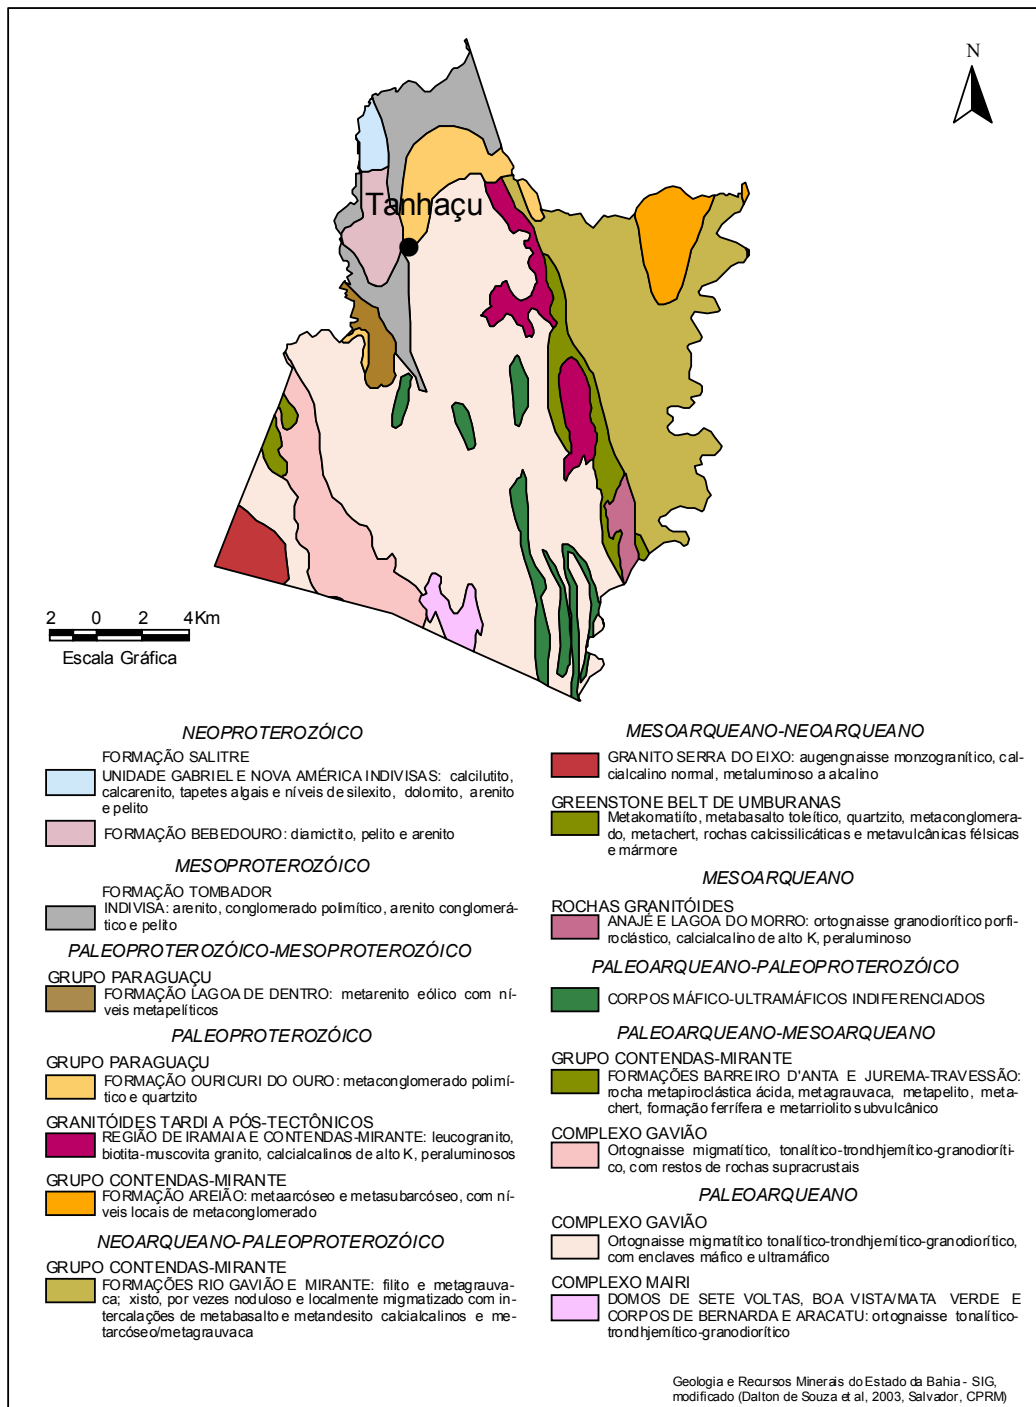 N
Tanhaçu
2 0 2 4 Km
Escala Gráfica
NEOPROTEROZÓICO
FORMAÇÃO SALITRE
UNIDADE GABRIEL E NOVA AMÉRICA INDIVISAS: calcilutito,
calcarenito, tapetes algais e níveis de silexito, dolomito, arenito
e pelito
FORMAÇÃO BEBEDOURO: diamictito, pelito e arenito
MESOPROTEROZÓICO
FORMAÇÃO TOMBADOR
INDIVISA: arenito, conglomerado polimítico, arenito conglomerá-
tico e pelito
PALEOPROTEROZÓICO-MESOPROTEROZÓICO
GRUPO PARAGUAÇU
FORMAÇÃO LAGOA DE DENTRO: metarenito eólico com ní-
veis metapelíticos
PALEOPROTEROZÓICO
GRUPO PARAGUAÇU
FORMAÇÃO OURICURI DO OURO: metaconglomerado polimí-
tico e quartzito
GRANITÓIDES TARDI A PÓS-TECTÔNICOS
REGIÃO DE IRAMAIA E CONTENDAS-MIRANTE: leucogranito,
biotita-muscovita granito, calcialcalinos de alto K, peraluminosos
GRUPO CONTENDAS-MIRANTE
FORMAÇÃO AREIÃO: metaarcóseo e metasubarcóseo, com ní-
veis locais de metaconglomerado
NEOARQUEANO-PALEOPROTEROZÓICO
GRUPO CONTENDAS-MIRANTE
FORMAÇÕES RIO GAVIÃO E MIRANTE: filito e metagrauva-
ca; xisto, por vezes noduloso e localmente migmatizado com in-
tercalações de metabasalto e metandesito calcialcalinos e me-
tarcóseo/metagrauvaca
MESOARQUEANO-NEOARQUEANO
GRANITO SERRA DO EIXO: augengnaisse monzogranítico, cal-
cialcalino normal, metaluminoso a alcalino
GREENSTONE BELT DE UMBURANAS
Metakomatiíto, metabasalto toleítico, quartzito, metaconglomera-
do, metachert, rochas calcissilicáticas e metavulcânicas félsicas
e mármore
MESOARQUEANO
ROCHAS GRANITÓIDES
ANAJÉ E LAGOA DO MORRO: ortognaisse granodiorítico porfi-
roclástico, calcialcalino de alto K, peraluminoso
PALEOARQUEANO-PALEOPROTEROZÓICO
CORPOS MÁFICO-ULTRAMÁFICOS INDIFERENCIADOS
PALEOARQUEANO-MESOARQUEANO
GRUPO CONTENDAS-MIRANTE
FORMAÇÕES BARREIRO D'ANTA E JUREMA-TRAVESSÃO:
rocha metapiroclástica ácida, metagrauvaca, metapelito, meta-
chert, formação ferrífera e metarriolito subvulcânico
COMPLEXO GAVIÃO
Ortognaisse migmatítico, tonalítico-trondhjemítico-granodioríti-
co, com restos de rochas supracrustais
PALEOARQUEANO
COMPLEXO GAVIÃO
Ortognaisse migmatítico tonalítico-trondhjemítico-granodiorítico,
com enclaves máfico e ultramáfico
COMPLEXO MAIRI
DOMOS DE SETE VOLTAS, BOA VISTA/MATA VERDE E
CORPOS DE BERNARDA E ARACATU: ortognaisse tonalítico-
trondhjemítico-granodiorítico
Geologia e Recursos Minerais do Estado da Bahia - SIG,
modificado (Dalton de Souza et al, 2003, Salvador, CPRM)